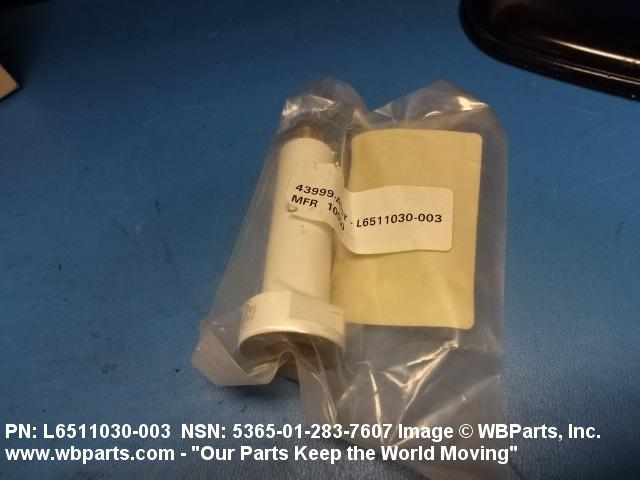 43999-
MFR
- L6511030-003
PN: L6511030-003 NSN: 5365-01-283-7607 Image © WBParts, Inc.
www.wbparts.com - "Our Parts Keep the World Moving"